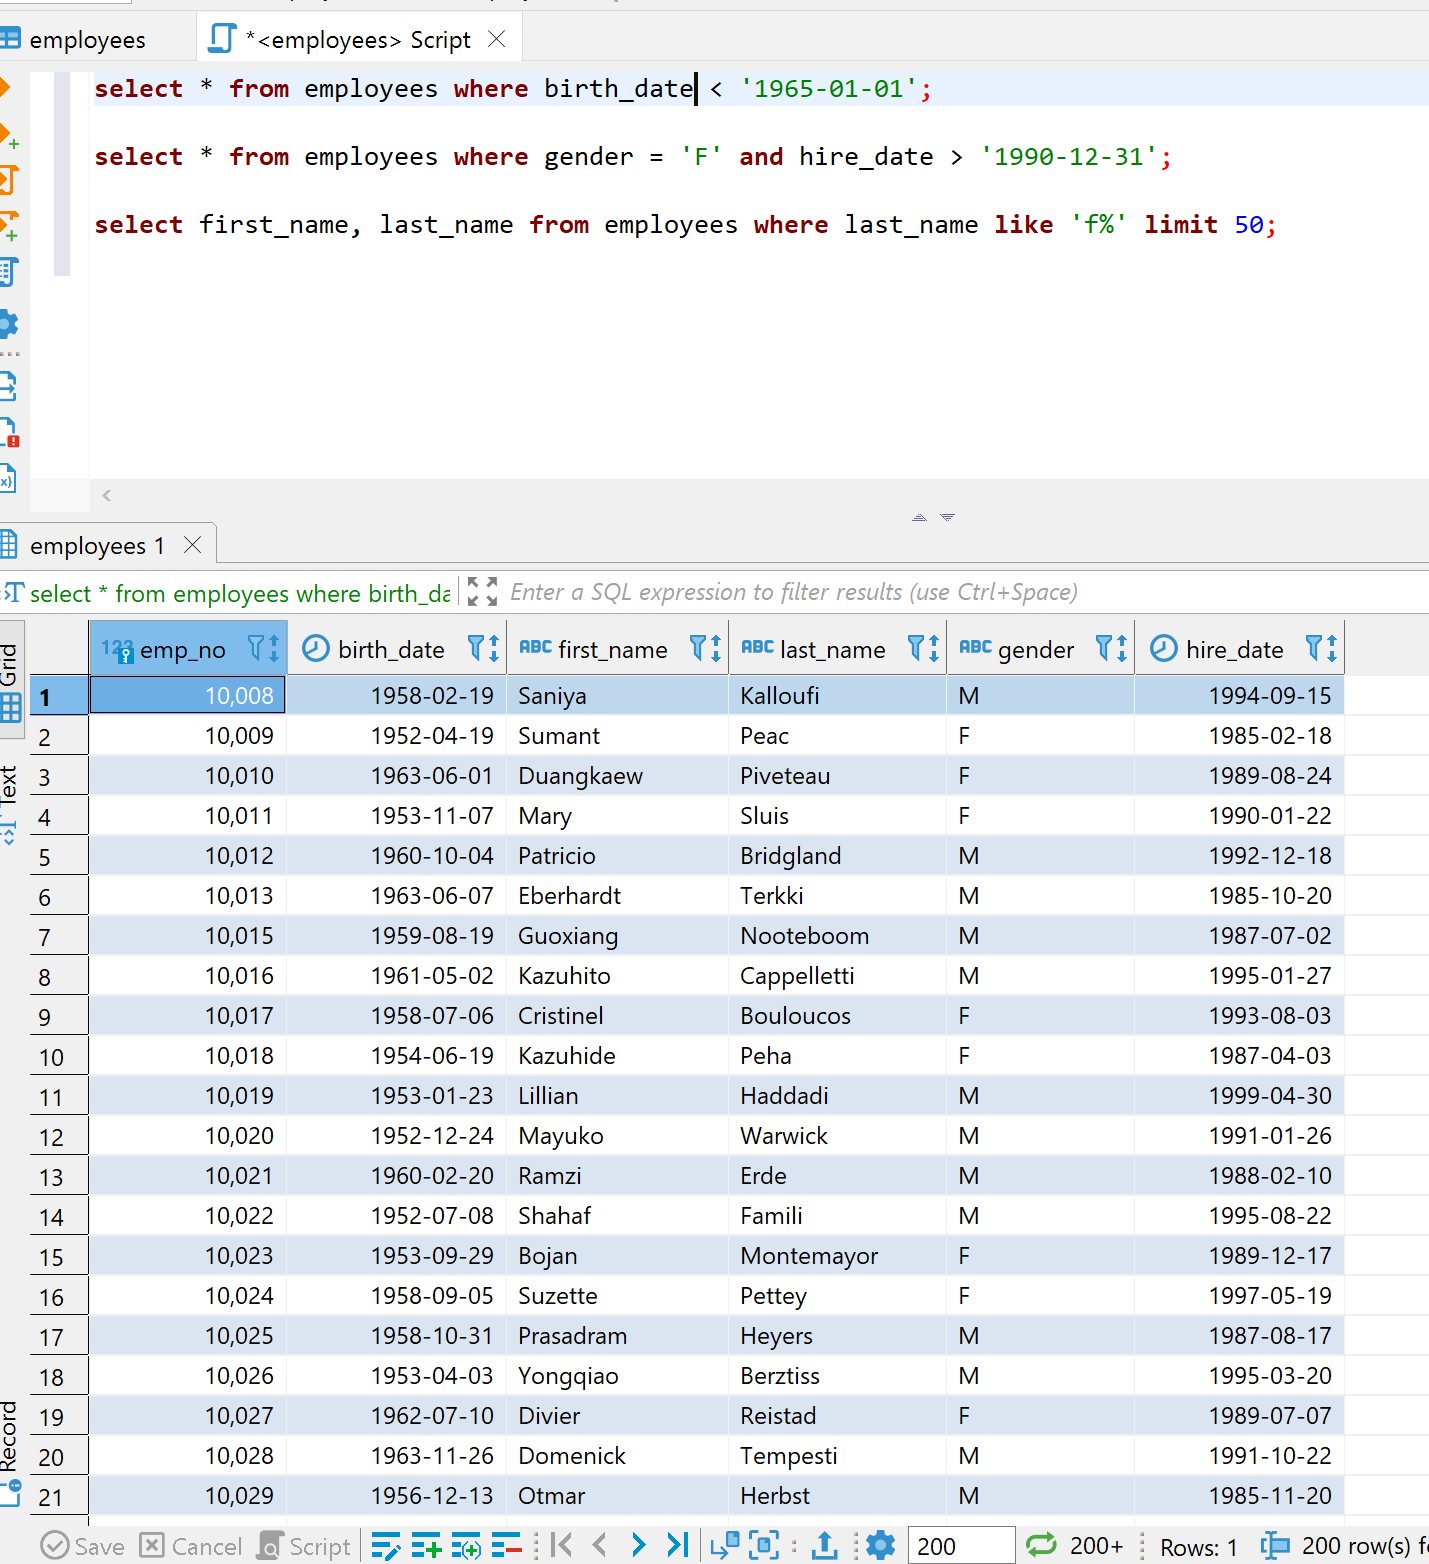 employees
*<employees> Script
select * from employees where birth_date < '1965-01-01';
select * from employees where gender = 'F' and hire_date > '1990-12-31';
select first_name, last_name from employees where last_name like 'f%' limit 50;
employees 1
select * from employees where birth_da
Enter a SQL expression to filter results (use Ctrl+Space)
Grid
Text
Record
123 emp_no birth_date ABC first_name ABC last_name ABC gender hire_date
1 10,008 1958-02-19 Saniya Kalloufi M 1994-09-15
2 10,009 1952-04-19 Sumant Peac F 1985-02-18
3 10,010 1963-06-01 Duangkaew Piveteau F 1989-08-24
4 10,011 1953-11-07 Mary Sluis F 1990-01-22
5 10,012 1960-10-04 Patricio Bridgland M 1992-12-18
6 10,013 1963-06-07 Eberhardt Terkki M 1985-10-20
7 10,015 1959-08-19 Guoxiang Nooteboom M 1987-07-02
8 10,016 1961-05-02 Kazuhito Cappelletti M 1995-01-27
9 10,017 1958-07-06 Cristinel Bouloucos F 1993-08-03
10 10,018 1954-06-19 Kazuhide Peha F 1987-04-03
11 10,019 1953-01-23 Lillian Haddadi M 1999-04-30
12 10,020 1952-12-24 Mayuko Warwick M 1991-01-26
13 10,021 1960-02-20 Ramzi Erde M 1988-02-10
14 10,022 1952-07-08 Shahaf Famili M 1995-08-22
15 10,023 1953-09-29 Bojan Montemayor F 1989-12-17
16 10,024 1958-09-05 Suzette Pettey F 1997-05-19
17 10,025 1958-10-31 Prasadram Heyers M 1987-08-17
18 10,026 1953-04-03 Yongqiao Berztiss M 1995-03-20
19 10,027 1962-07-10 Divier Reistad F 1989-07-07
20 10,028 1963-11-26 Domenick Tempesti M 1991-10-22
21 10,029 1956-12-13 Otmar Herbst M 1985-11-20
Save Cancel Script 200 200+ Rows: 1 200 row(s) f